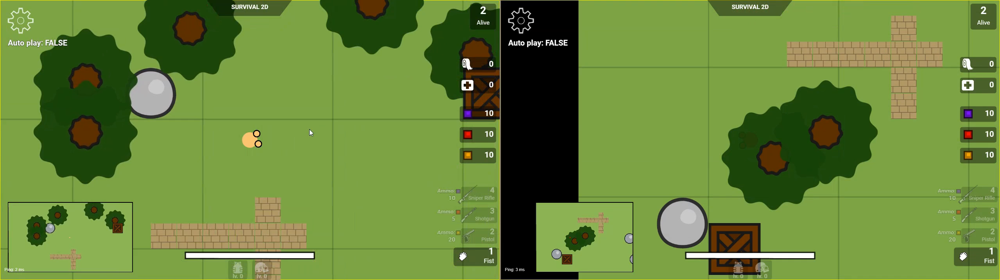 SURVIVAL 2D
2
Alive
Auto play: FALSE
0
0
10
10
10
Ammo: 4
10 Sniper Rifle
Ammo: 3
5 Shotgun
Ammo: 2
20 Pistol
1
Fist
Ping: 2 ms
lv. 0 lv. 0
SURVIVAL 2D
2
Alive
Auto play: FALSE
0
0
10
10
10
Ammo: 4
10 Sniper Rifle
Ammo: 3
5 Shotgun
Ammo: 2
20 Pistol
1
Fist
Ping: 3 ms
lv. 0 lv. 0